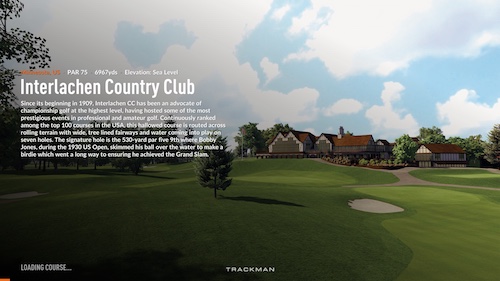 PAR 75 6967yds Elevation: Sea Level
Interlachen Country Club
Since its beginning in 1909, Interlachen CC has been an advocate of
championship golf at the highest level, having hosted some of the most
prestigious events in professional and amateur golf. Continuously ranked
among the top 100 courses in the USA, this hallowed course is routed across
rolling terrain with wide, tree lined fairways and water coming into play on
seven holes. The signature hole is the 530-yard par five 9th where Bobby
Jones, during the 1930 US Open, skimmed his ball over the water to make a
birdie which went a long way to ensuring he achieved the Grand Slam.
LOADING COURSE...
TRACKMAN